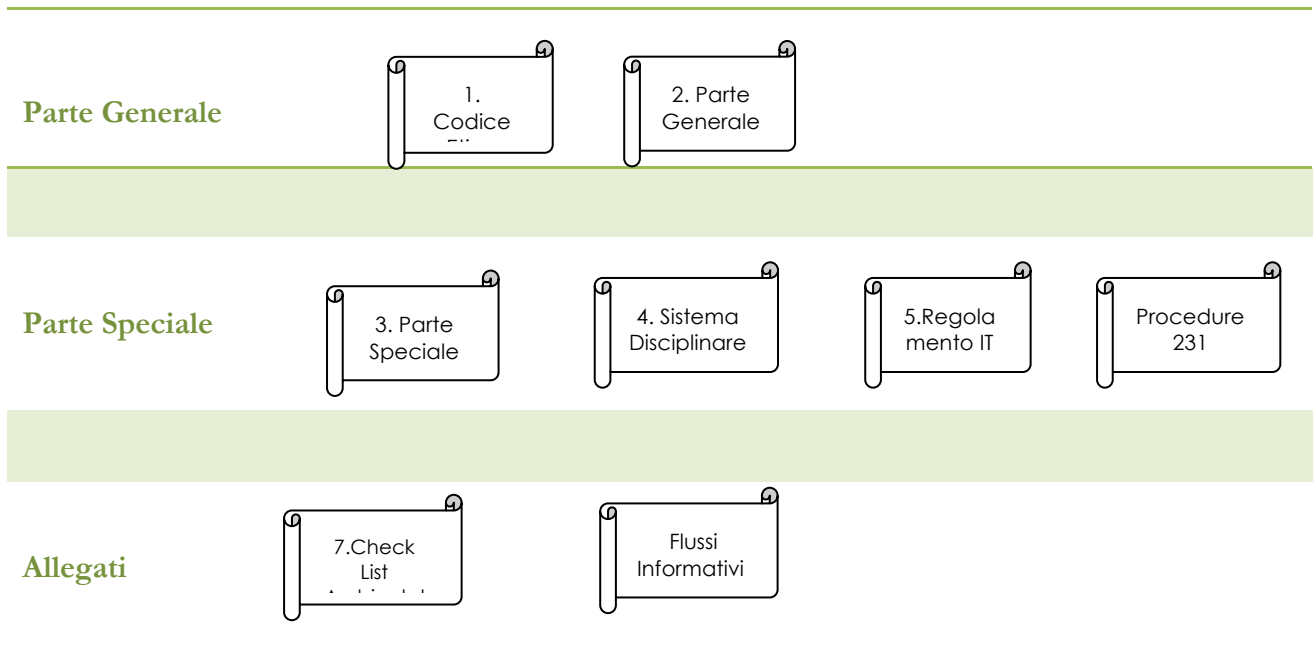 Parte Generale
1.
Codice
2. Parte
Generale
Parte Speciale
3. Parte
Speciale
4. Sistema
Disciplinare
5.Regola
mento IT
Procedure
231
Allegati
7.Check
List
Flussi
Informativi